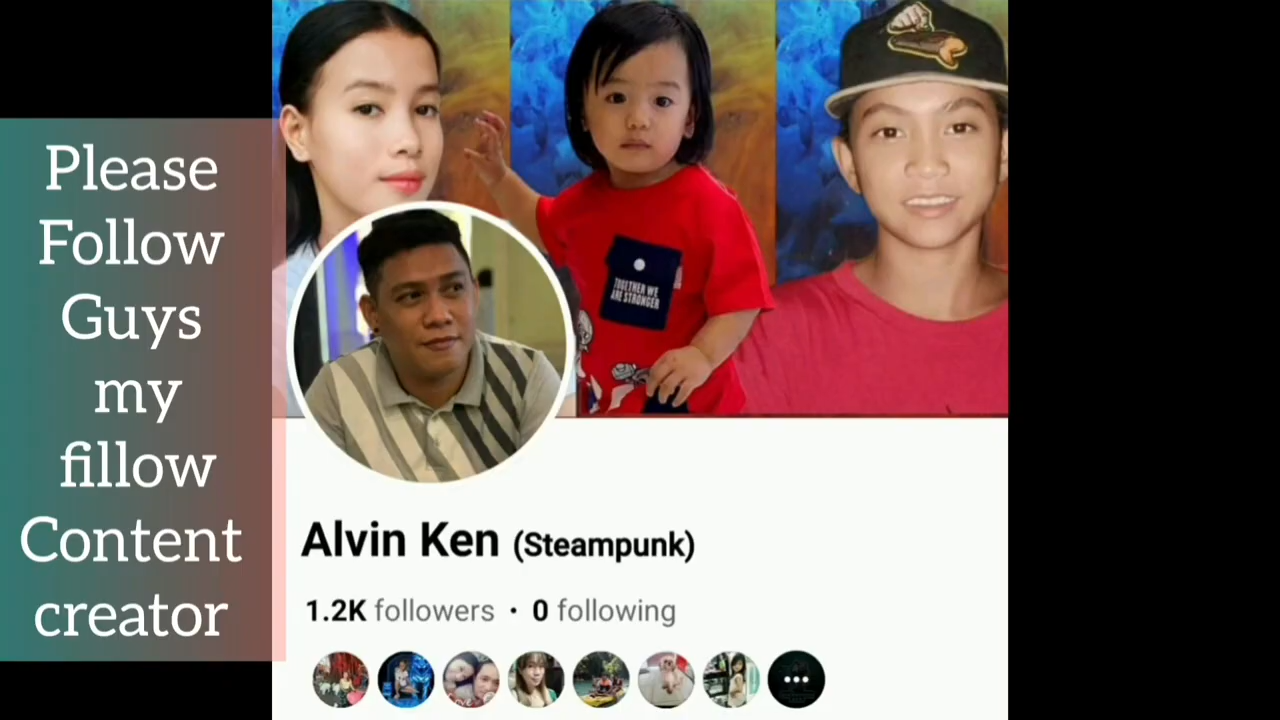 Please
Follow
Guys
my
fillow
Content
creator
TOGETHER WE
ARE STRONGER
Alvin Ken (Steampunk)
1.2K followers · 0 following